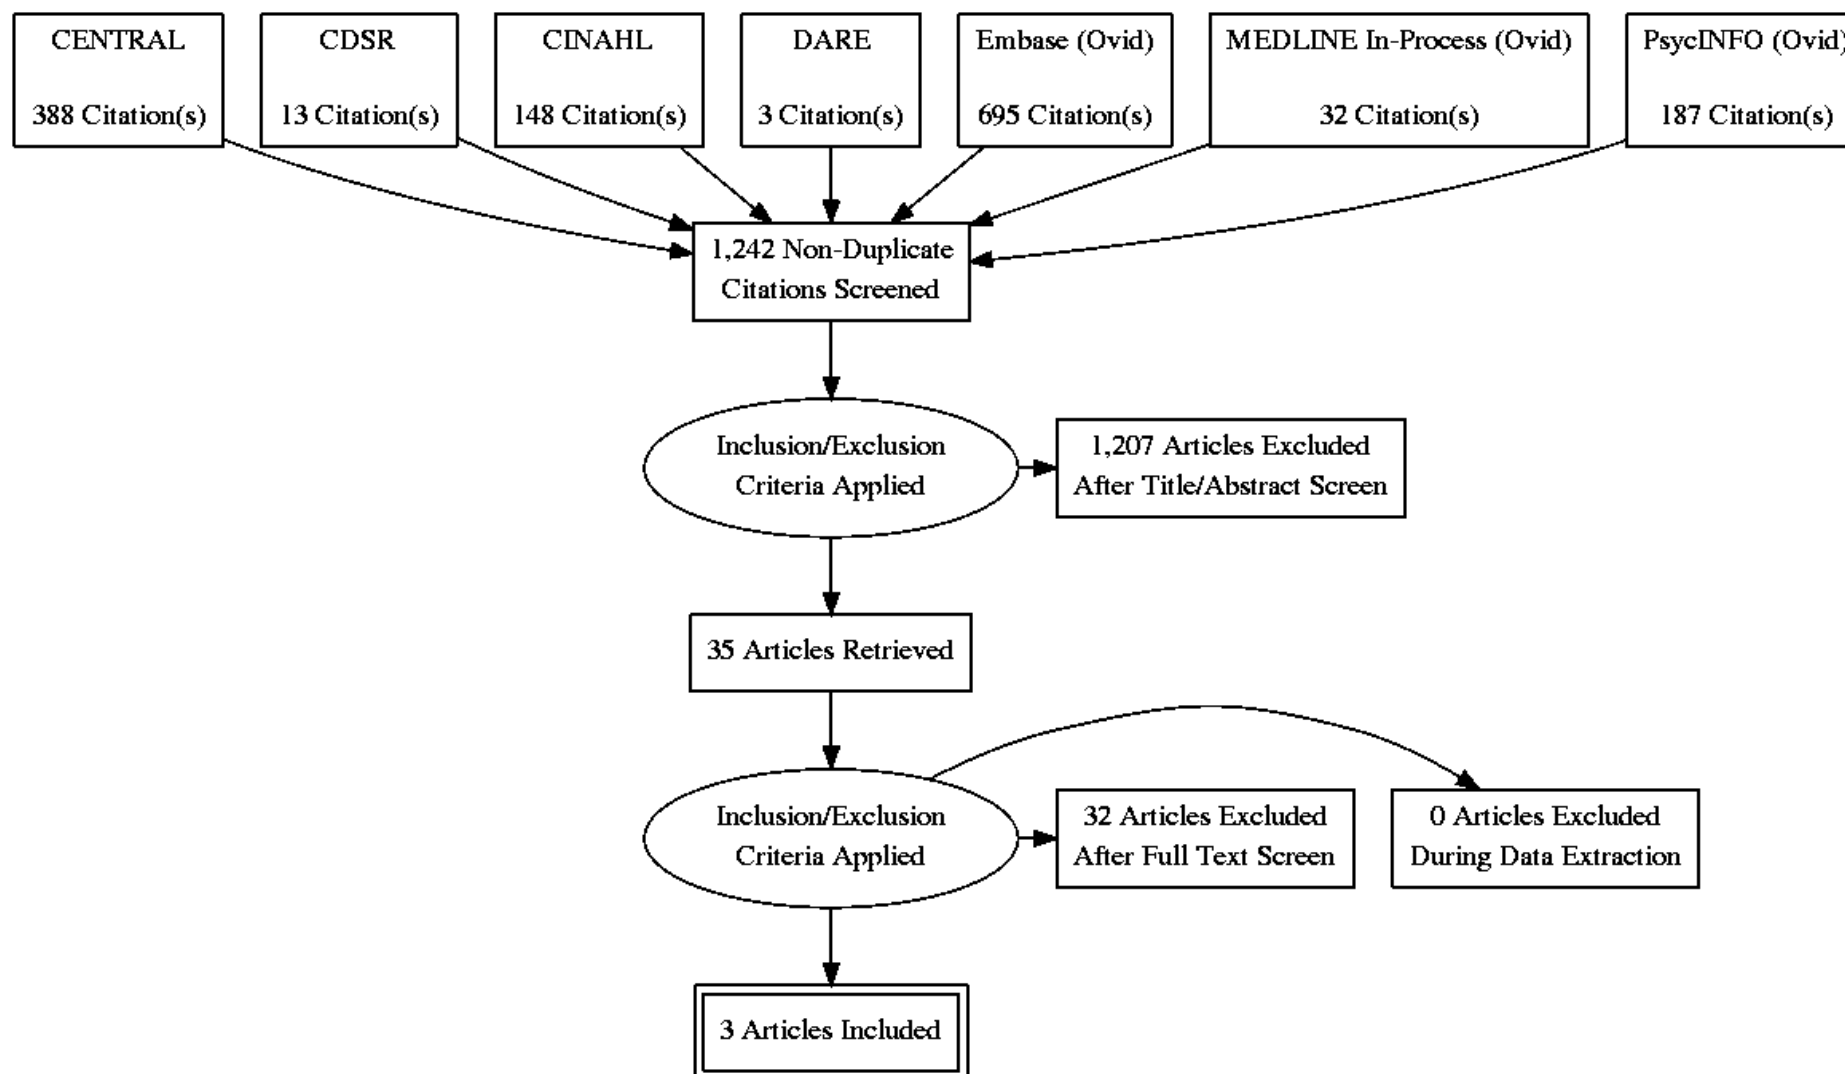 CENTRAL
388 Citation(s)
CDSR
13 Citation(s)
CINAHL
148 Citation(s)
DARE
3 Citation(s)
Embase (Ovid)
695 Citation(s)
MEDLINE In-Process (Ovid)
32 Citation(s)
PsycINFO (Ovid)
187 Citation(s)
1,242 Non-Duplicate
Citations Screened
Inclusion/Exclusion
Criteria Applied
1,207 Articles Excluded
After Title/Abstract Screen
35 Articles Retrieved
Inclusion/Exclusion
Criteria Applied
32 Articles Excluded
After Full Text Screen
0 Articles Excluded
During Data Extraction
3 Articles Included